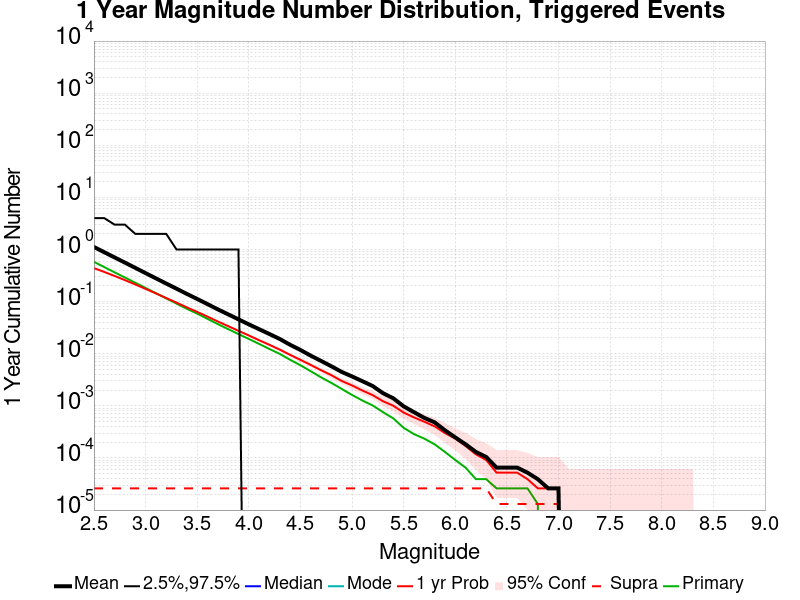 1 Year Magnitude Number Distribution, Triggered Events
1 Year Cumulative Number
10^4
10^3
10^2
10^1
10^0
10^-1
10^-2
10^-3
10^-4
10^-5
2.5 3.0 3.5 4.0 4.5 5.0 5.5 6.0 6.5 7.0 7.5 8.0 8.5 9.0
Magnitude
Mean 2.5%,97.5% Median Mode 1 yr Prob 95% Conf Supra Primary